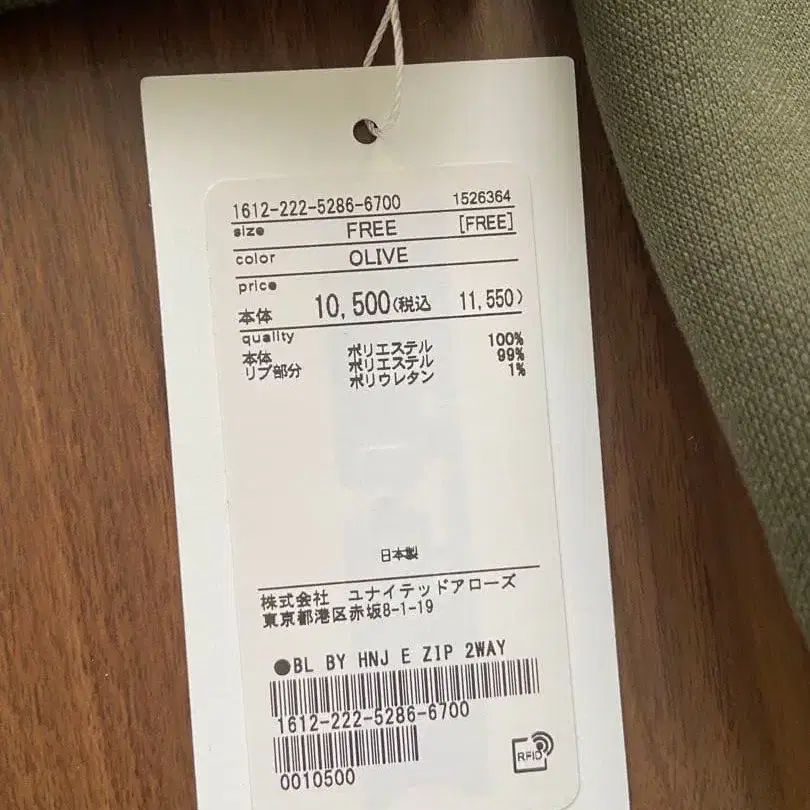 1612-222-5286-6700 1526364
size FREE [FREE]
color OLIVE
price
本体 10,500(税込 11,550)
quality
本体 ポリエステル 100%
リブ部分 ポリエステル 99%
ポリウレタン 1%
日本製
株式会社 ユナイテッドアローズ
東京都港区赤坂8-1-19
●BL BY HNJ E ZIP 2WAY
1612-222-5286-6700
0010500
RFID